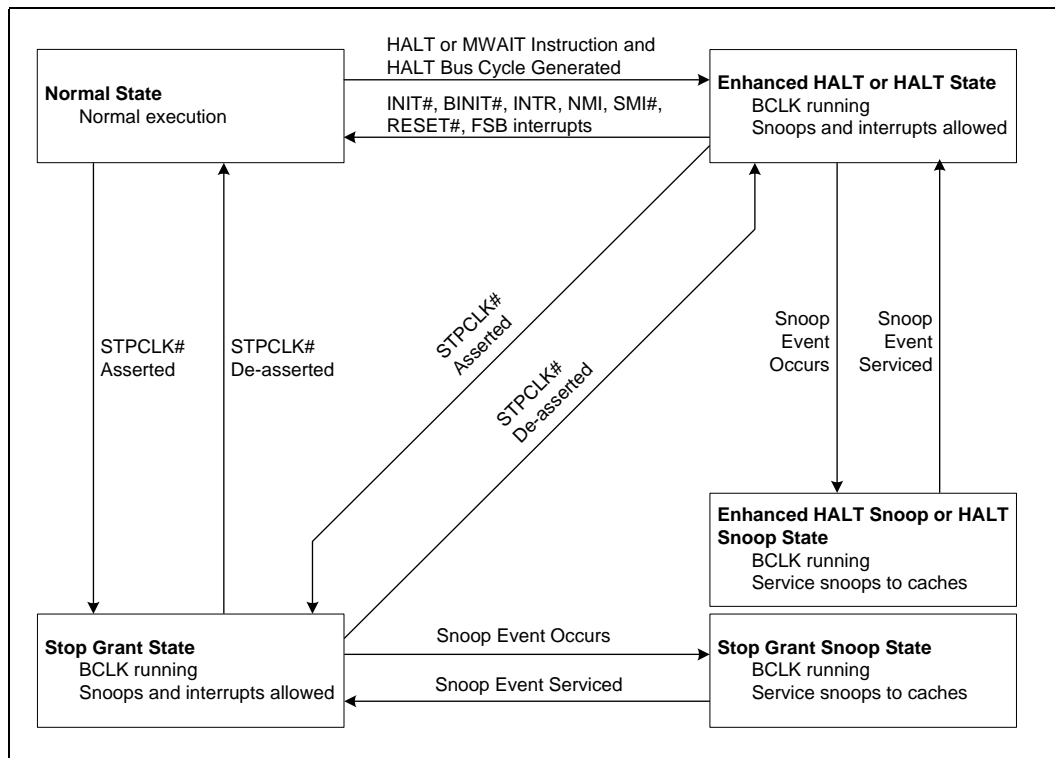 HALT or MWAIT Instruction and
HALT Bus Cycle Generated
Normal State
Normal execution
INIT#, BINIT#, INTR, NMI, SMI#,
RESET#, FSB interrupts
Enhanced HALT or HALT State
BCLK running
Snoops and interrupts allowed
STPCLK#
Asserted
STPCLK#
De-asserted
STPCLK#
Asserted
STPCLK#
De-asserted
Snoop
Event
Occurs
Snoop
Event
Serviced
Enhanced HALT Snoop or HALT
Snoop State
BCLK running
Service snoops to caches
Stop Grant State
BCLK running
Snoops and interrupts allowed
Snoop Event Occurs
Snoop Event Serviced
Stop Grant Snoop State
BCLK running
Service snoops to caches